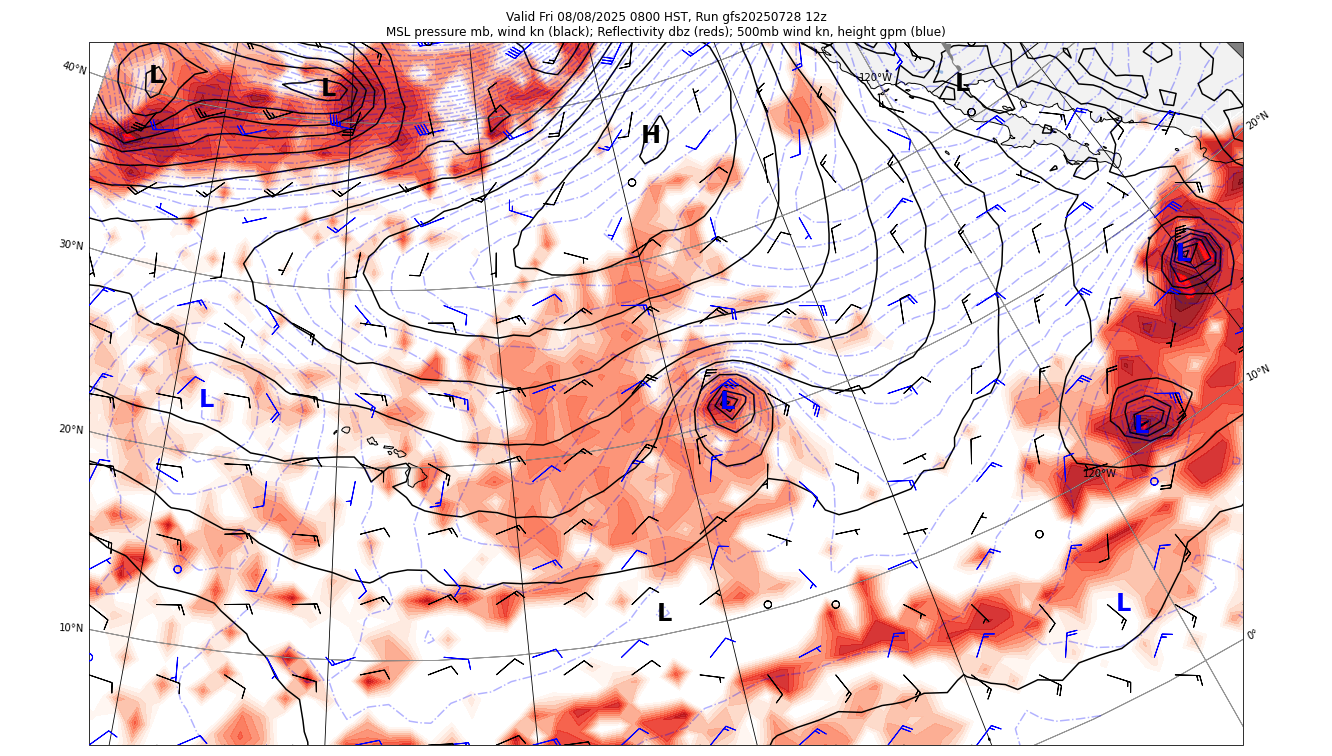 Valid Fri 08/08/2025 0800 HST, Run gfs20250728 12z
MSL pressure mb, wind kn (black); Reflectivity dbz (reds); 500mb wind kn, height gpm (blue)
40°N
120°W
L
L
L
H
20°N
30°N
L
10°N
L
L
20°N
L
120°W
10°N
L
L
0°